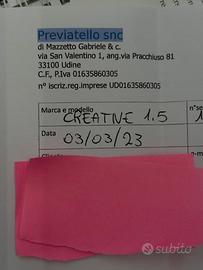 Previatello snc
di Mazzetto Gabriele & c.
via San Valentino 1, ang.via Pracchiuso 81
33100 Udine
C.F., P.Iva 01635860305
n° iscriz.reg.imprese UD01635860305
Marca e modello
CREATIVE 1.5
n°se
Data
03/03/23
subito